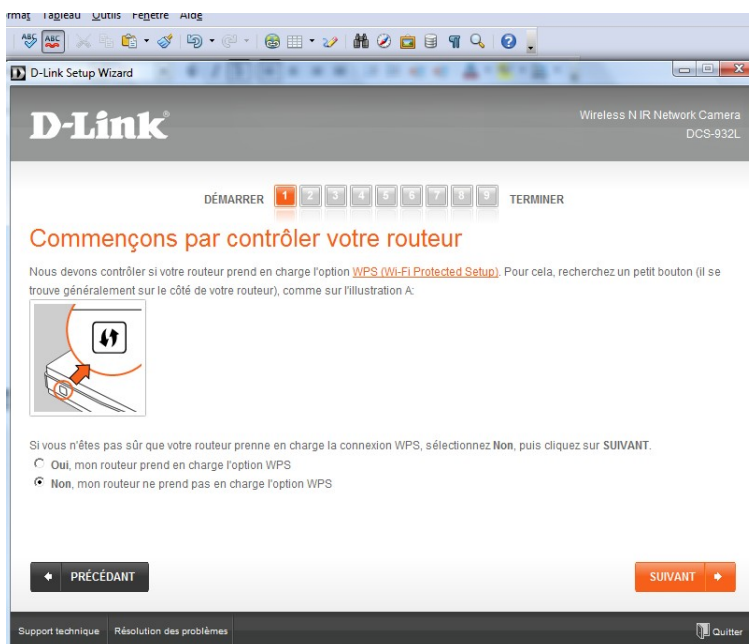 rmat Tableau Outils Fenêtre Aide
ABC ABC
D-Link Setup Wizard
D-Link®
Wireless N IR Network Camera
DCS-932L
DÉMARRER 1 2 3 4 5 6 7 8 9 TERMINER
Commençons par contrôler votre routeur
Nous devons contrôler si votre routeur prend en charge l'option WPS (Wi-Fi Protected Setup). Pour cela, recherchez un petit bouton (il se
trouve généralement sur le côté de votre routeur), comme sur l'illustration A:
Si vous n'êtes pas sûr que votre routeur prenne en charge la connexion WPS, sélectionnez Non, puis cliquez sur SUIVANT.
Oui, mon routeur prend en charge l'option WPS
Non, mon routeur ne prend pas en charge l'option WPS
PRÉCÉDANT
SUIVANT
Support technique Résolution des problèmes Quitter